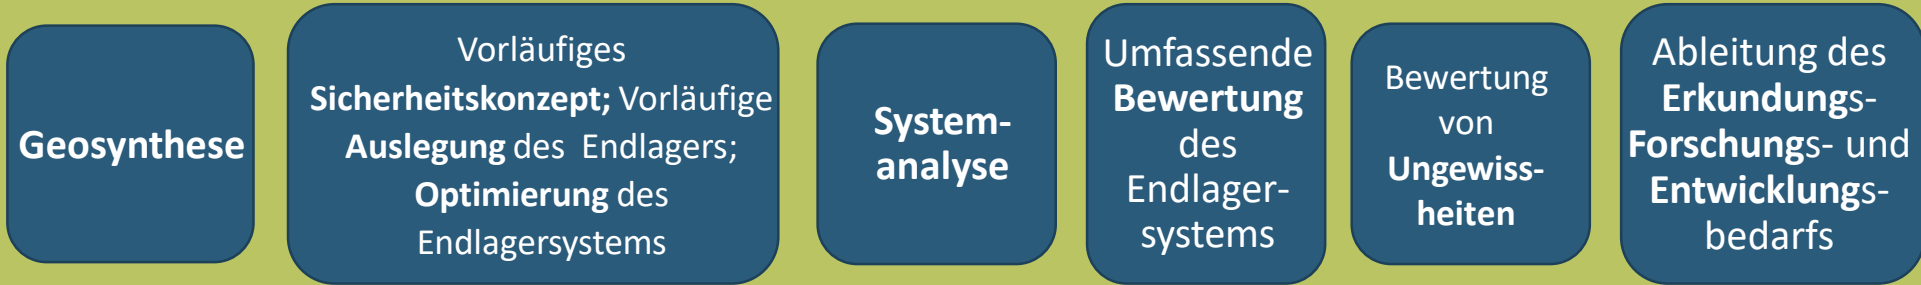 Geosynthese
Vorläufiges
Sicherheitskonzept; Vorläufige
Auslegung des Endlagers;
Optimierung des
Endlagersystems
System-
analyse
Umfassende
Bewertung
des
Endlager-
systems
Bewertung
von
Ungewiss-
heiten
Ableitung des
Erkundungs-
Forschungs- und
Entwicklungs-
bedarfs